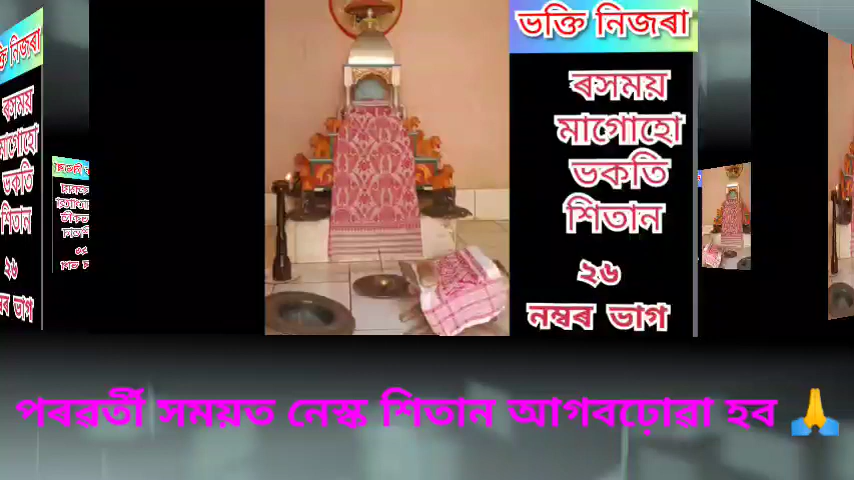 ভক্তি নিজৰা
ৰসময়
মাগোহো
ভকতি
শিতান
২৬
নম্বৰ ভাগ
পৰৱৰ্তী সময়ত নেস্ক শিতান আগবঢ়োৱা হব 🙏